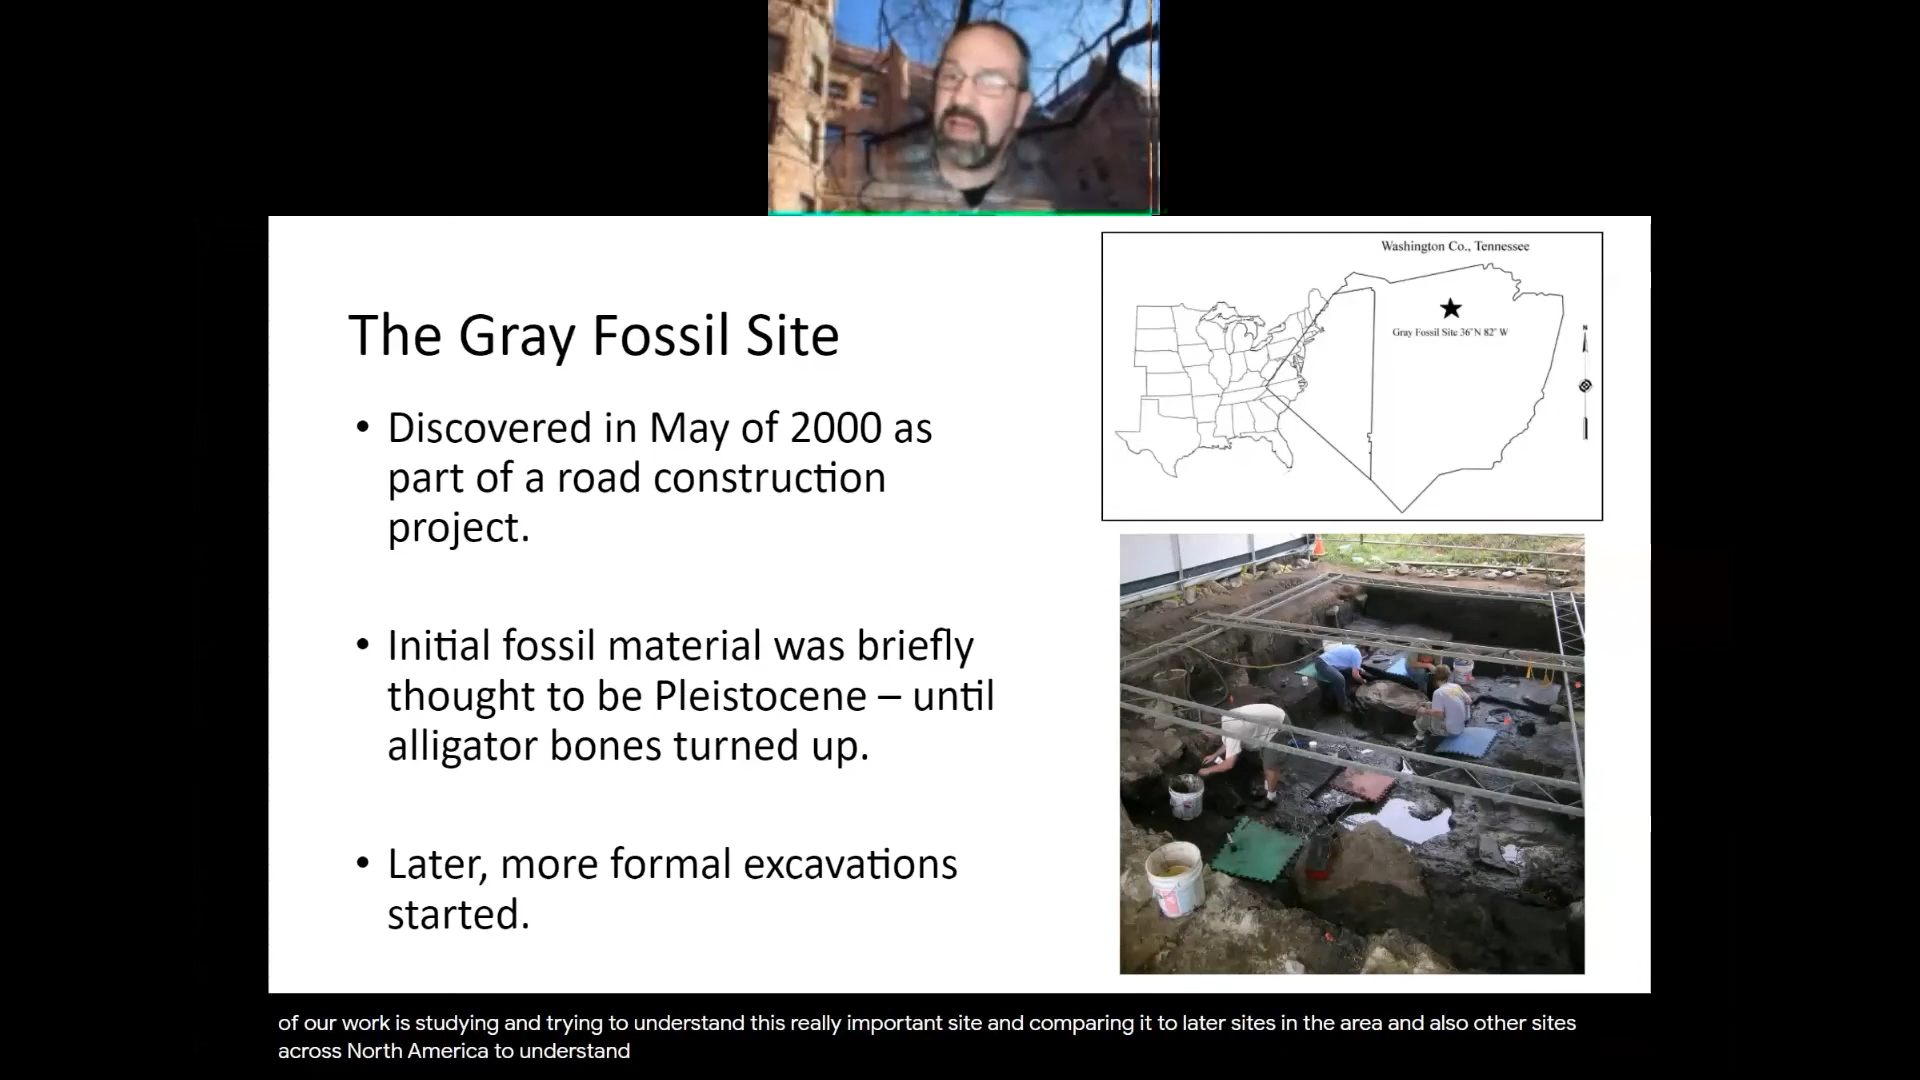 The Gray Fossil Site
• Discovered in May of 2000 as
part of a road construction
project.
• Initial fossil material was briefly
thought to be Pleistocene – until
alligator bones turned up.
• Later, more formal excavations
started.
Washington Co., Tennessee
Gray Fossil Site 36°N 82° W
N
of our work is studying and trying to understand this really important site and comparing it to later sites in the area and also other sites
across North America to understand